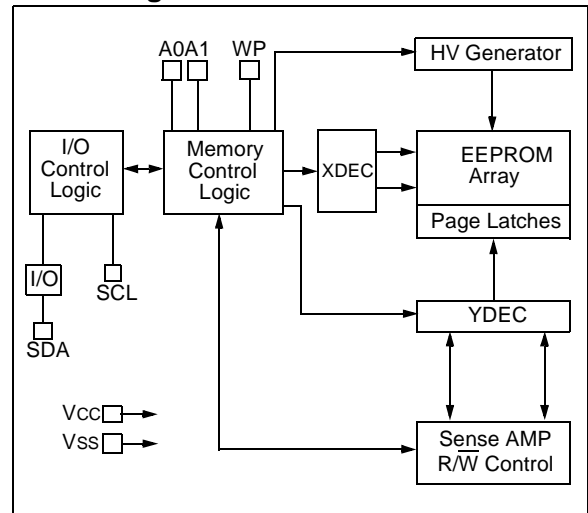 A0A1
WP
HV Generator
I/O
Control
Logic
Memory
Control
Logic
XDEC
EEPROM
Array
Page Latches
I/O
SCL
SDA
YDEC
VCC
VSS
Sense AMP
R/W̅ Control